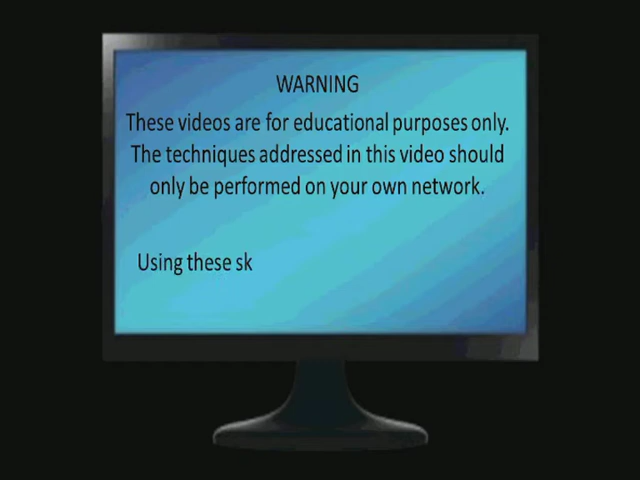 WARNING
These videos are for educational purposes only.
The techniques addressed in this video should
only be performed on your own network.
Using these sk